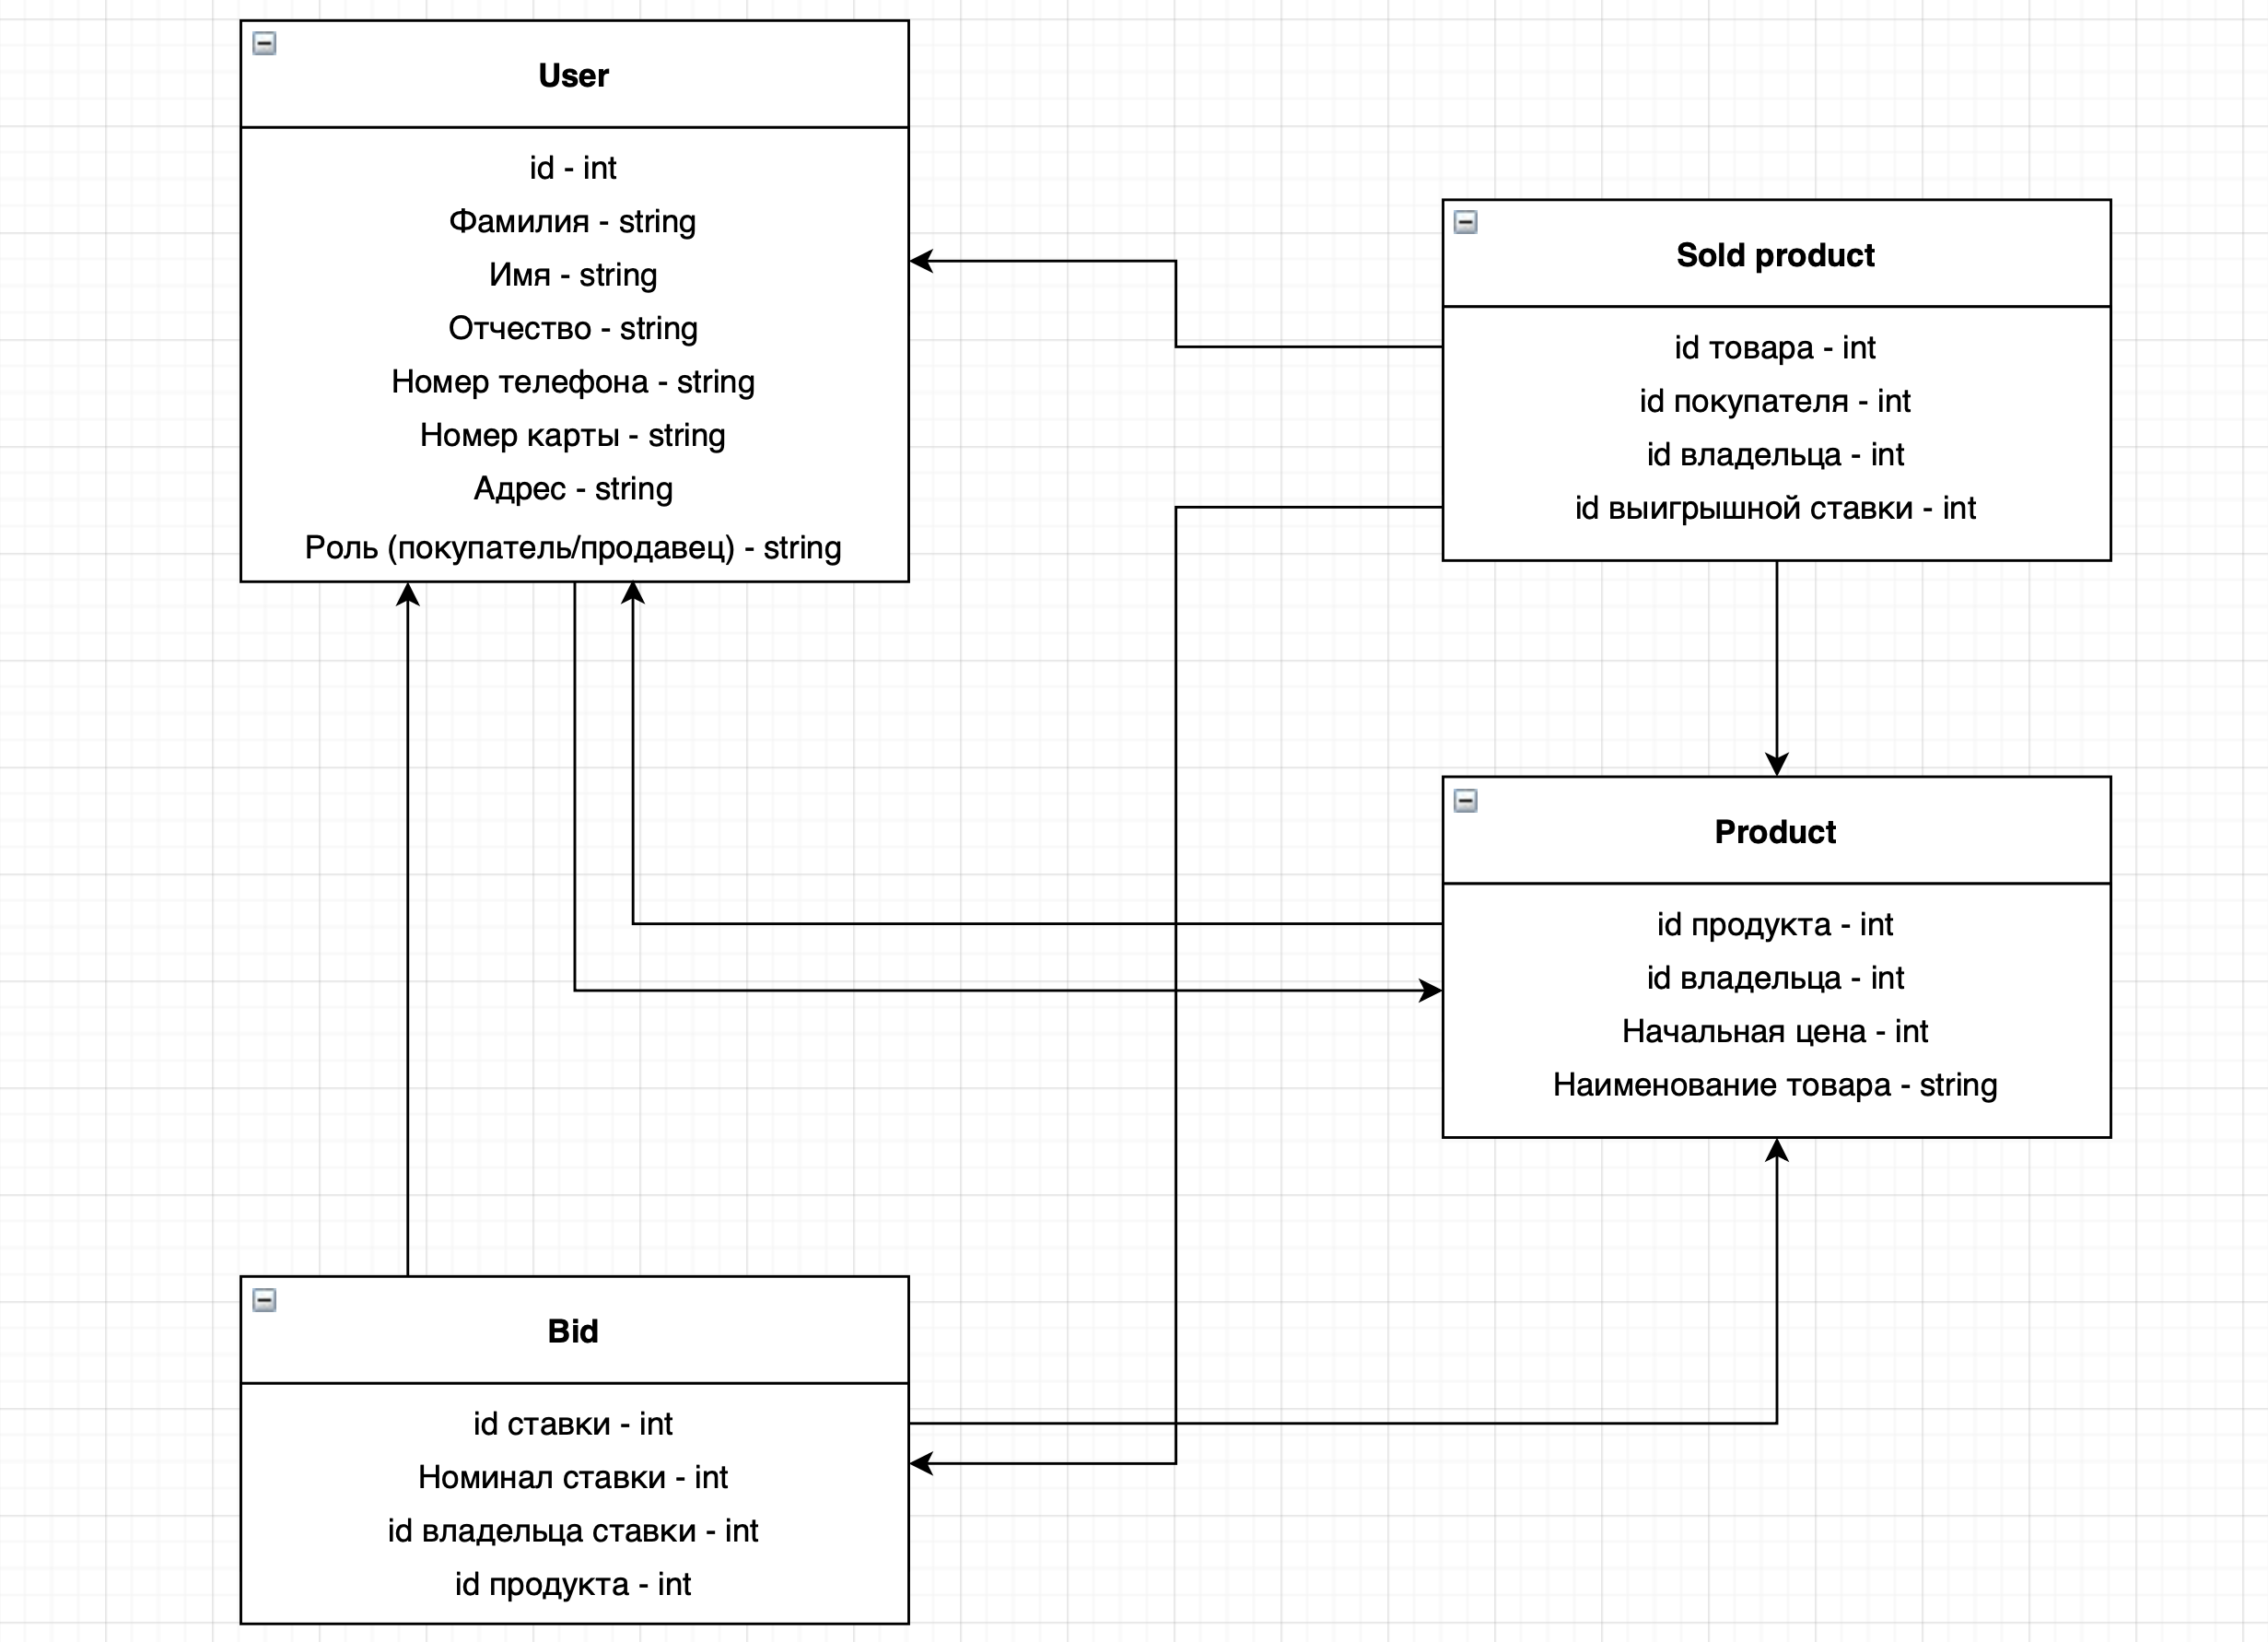 User
id - int
Фамилия - string
Имя - string
Отчество - string
Номер телефона - string
Номер карты - string
Адрес - string
Роль (покупатель/продавец) - string
Sold product
id товара - int
id покупателя - int
id владельца - int
id выигрышной ставки - int
Product
id продукта - int
id владельца - int
Начальная цена - int
Наименование товара - string
Bid
id ставки - int
Номинал ставки - int
id владельца ставки - int
id продукта - int